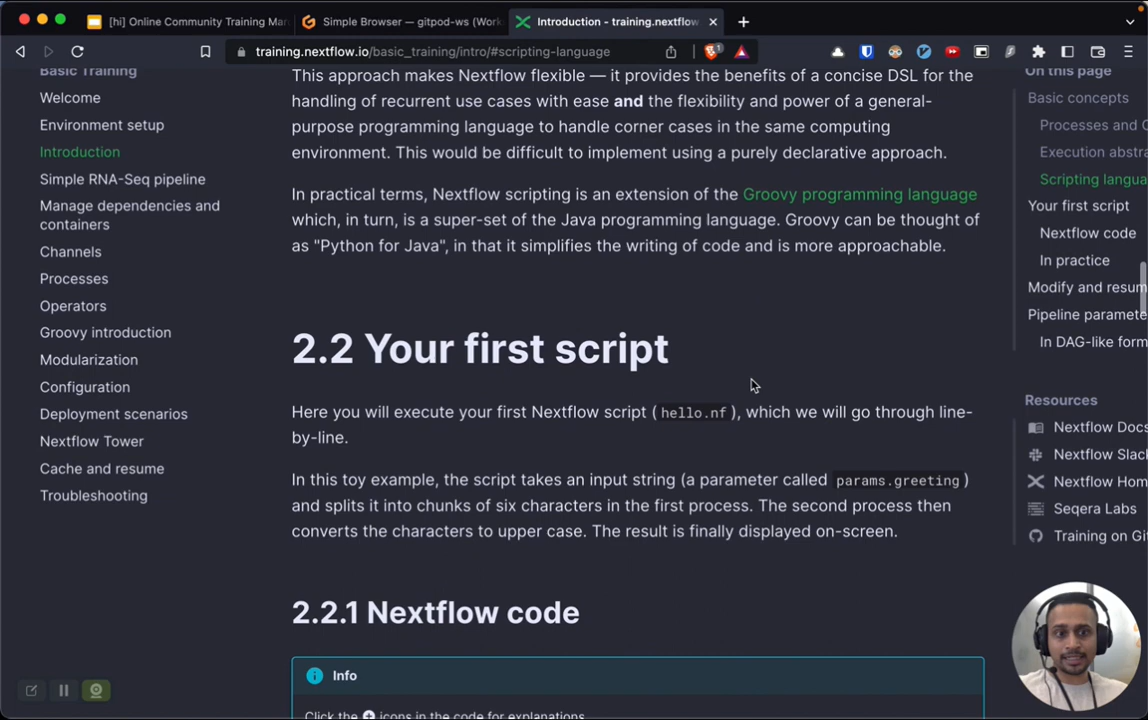 [hi] Online Community Training Man
Simple Browser — gitpod-ws (Work
Introduction - training.nextflow
training.nextflow.io/basic_training/intro/#scripting-language
1
Basic Training
Welcome
Environment setup
Introduction
Simple RNA-Seq pipeline
Manage dependencies and
containers
Channels
Processes
Operators
Groovy introduction
Modularization
Configuration
Deployment scenarios
Nextflow Tower
Cache and resume
Troubleshooting
This approach makes Nextflow flexible — it provides the benefits of a concise DSL for the
handling of recurrent use cases with ease and the flexibility and power of a general-
purpose programming language to handle corner cases in the same computing
environment. This would be difficult to implement using a purely declarative approach.
In practical terms, Nextflow scripting is an extension of the Groovy programming language
which, in turn, is a super-set of the Java programming language. Groovy can be thought of
as "Python for Java", in that it simplifies the writing of code and is more approachable.
2.2 Your first script
Here you will execute your first Nextflow script (hello.nf), which we will go through line-
by-line.
In this toy example, the script takes an input string (a parameter called params.greeting)
and splits it into chunks of six characters in the first process. The second process then
converts the characters to upper case. The result is finally displayed on-screen.
2.2.1 Nextflow code
Info
Click the icons in the code for explanations.
On this page
Basic concepts
Processes and C
Execution abstra
Scripting langua
Your first script
Nextflow code
In practice
Modify and resum
Pipeline paramete
In DAG-like form
Resources
Nextflow Docs
Nextflow Slac
Nextflow Hom
Seqera Labs
Training on Git